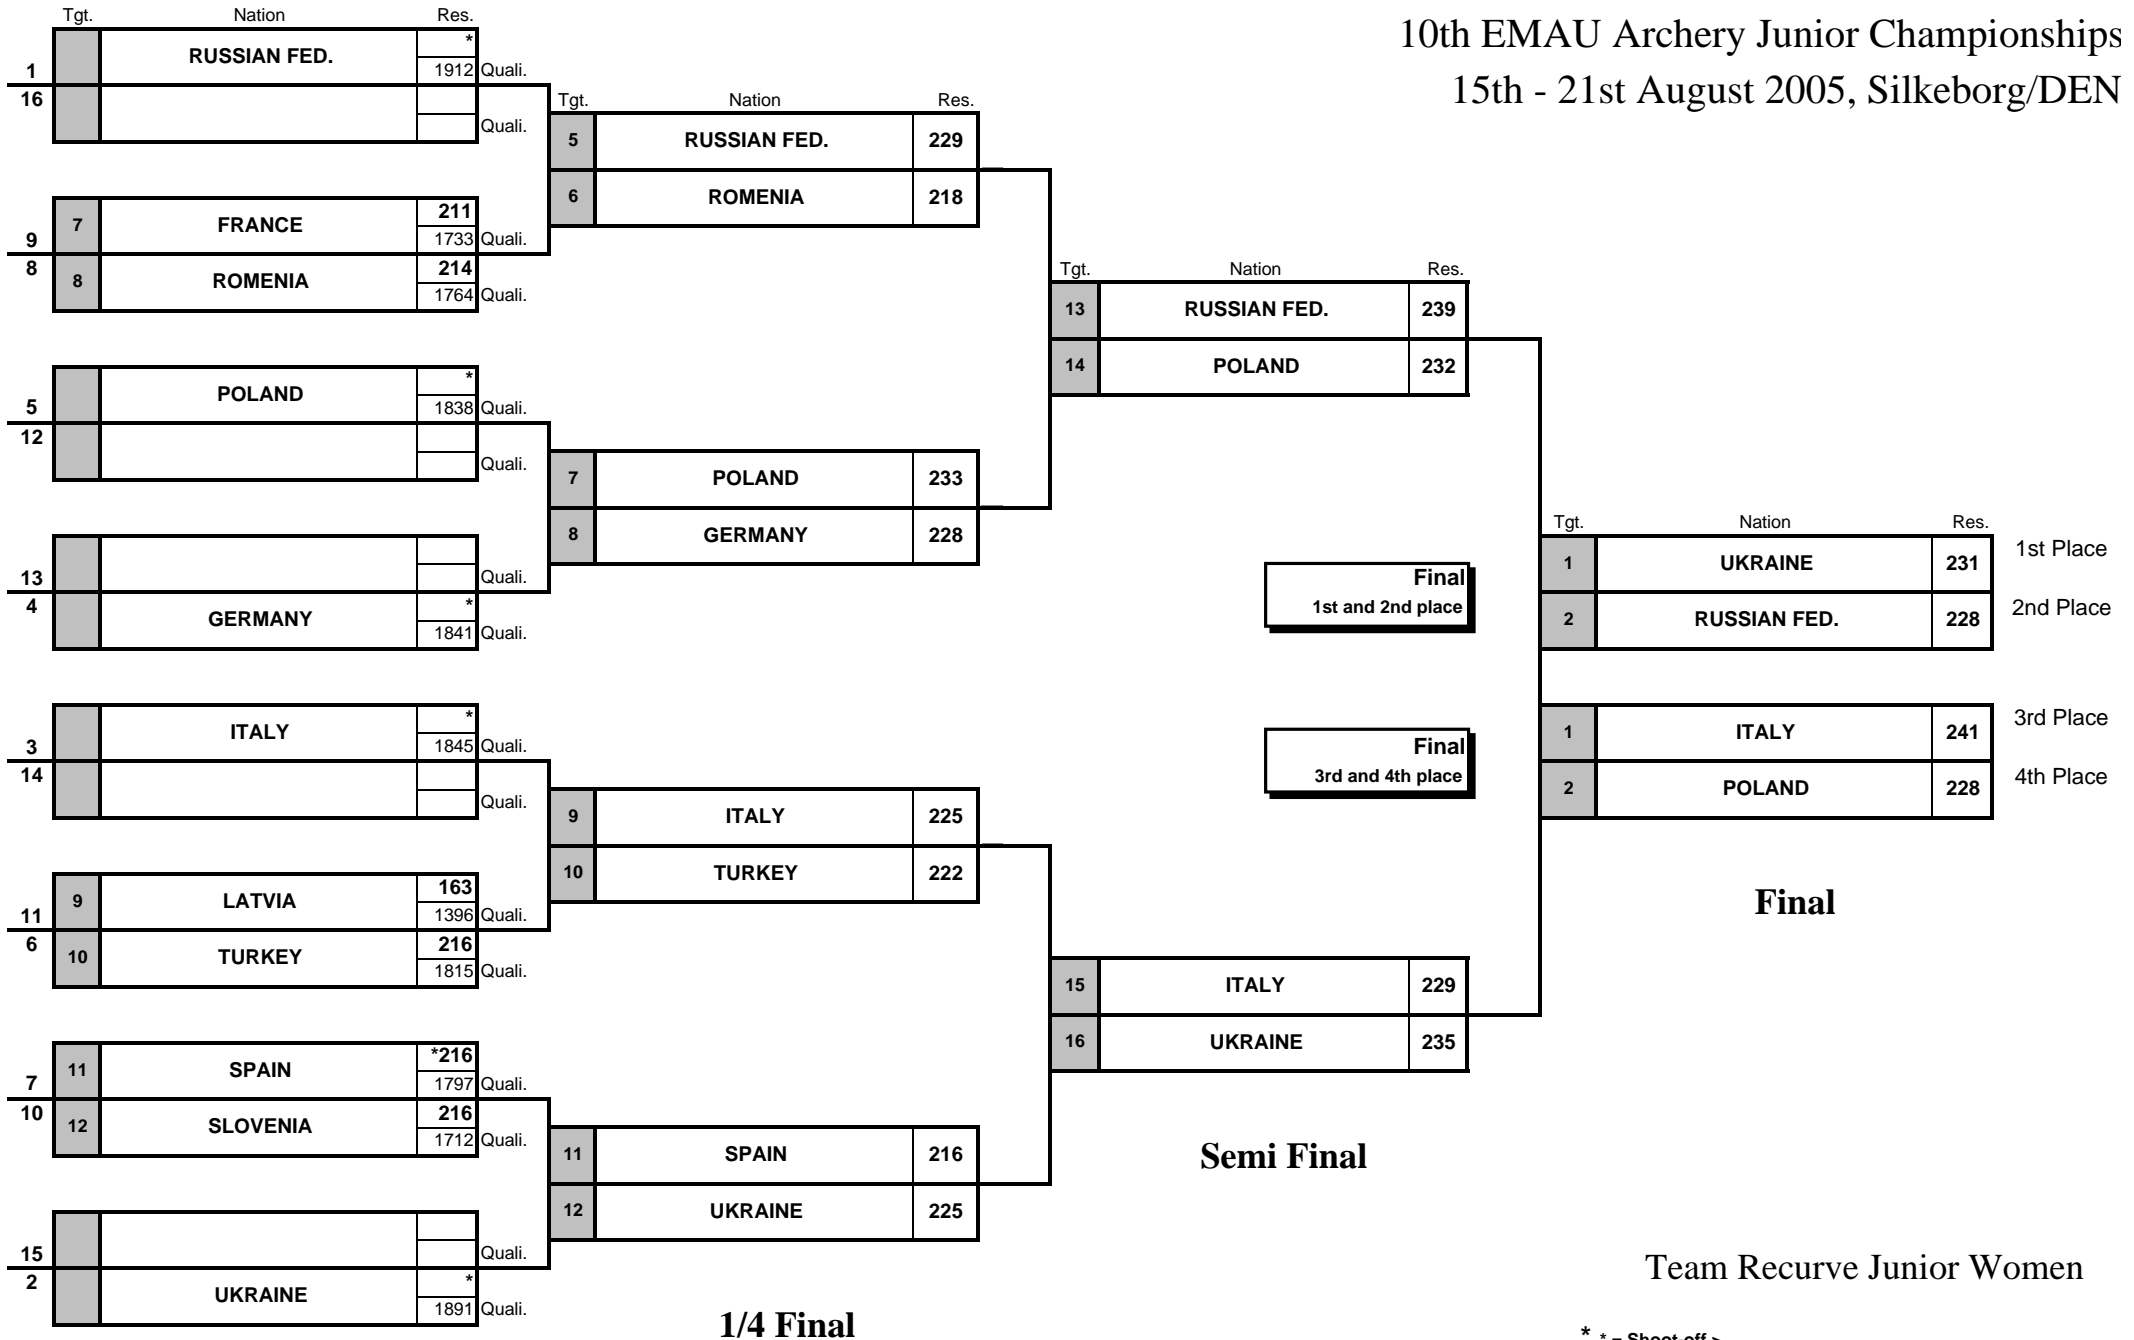 10th EMAU Archery Junior Championships
15th - 21st August 2005, Silkeborg/DEN
Tgt. Nation Res.
RUSSIAN FED. *
1 1912 Quali.
16
Quali.
7 FRANCE 211
9 1733 Quali.
8 8 ROMENIA 214
1764 Quali.
POLAND *
5 1838 Quali.
12
Quali.
13 Quali.
4 GERMANY *
1841 Quali.
ITALY *
3 1845 Quali.
14
Quali.
9 LATVIA 163
11 1396 Quali.
6 10 TURKEY 216
1815 Quali.
11 SPAIN *216
7 1797 Quali.
10 12 SLOVENIA 216
1712 Quali.
15 Quali.
2 UKRAINE *
1891 Quali.
Tgt. Nation Res.
5 RUSSIAN FED. 229
6 ROMENIA 218
7 POLAND 233
8 GERMANY 228
9 ITALY 225
10 TURKEY 222
11 SPAIN 216
12 UKRAINE 225
1/4 Final
Tgt. Nation Res.
13 RUSSIAN FED. 239
14 POLAND 232
15 ITALY 229
16 UKRAINE 235
Semi Final
Final
1st and 2nd place
Tgt. Nation Res.
1 UKRAINE 231 1st Place
2 RUSSIAN FED. 228 2nd Place
Final
3rd and 4th place
1 ITALY 241 3rd Place
2 POLAND 228 4th Place
Final
Team Recurve Junior Women
* * = Shoot-off >